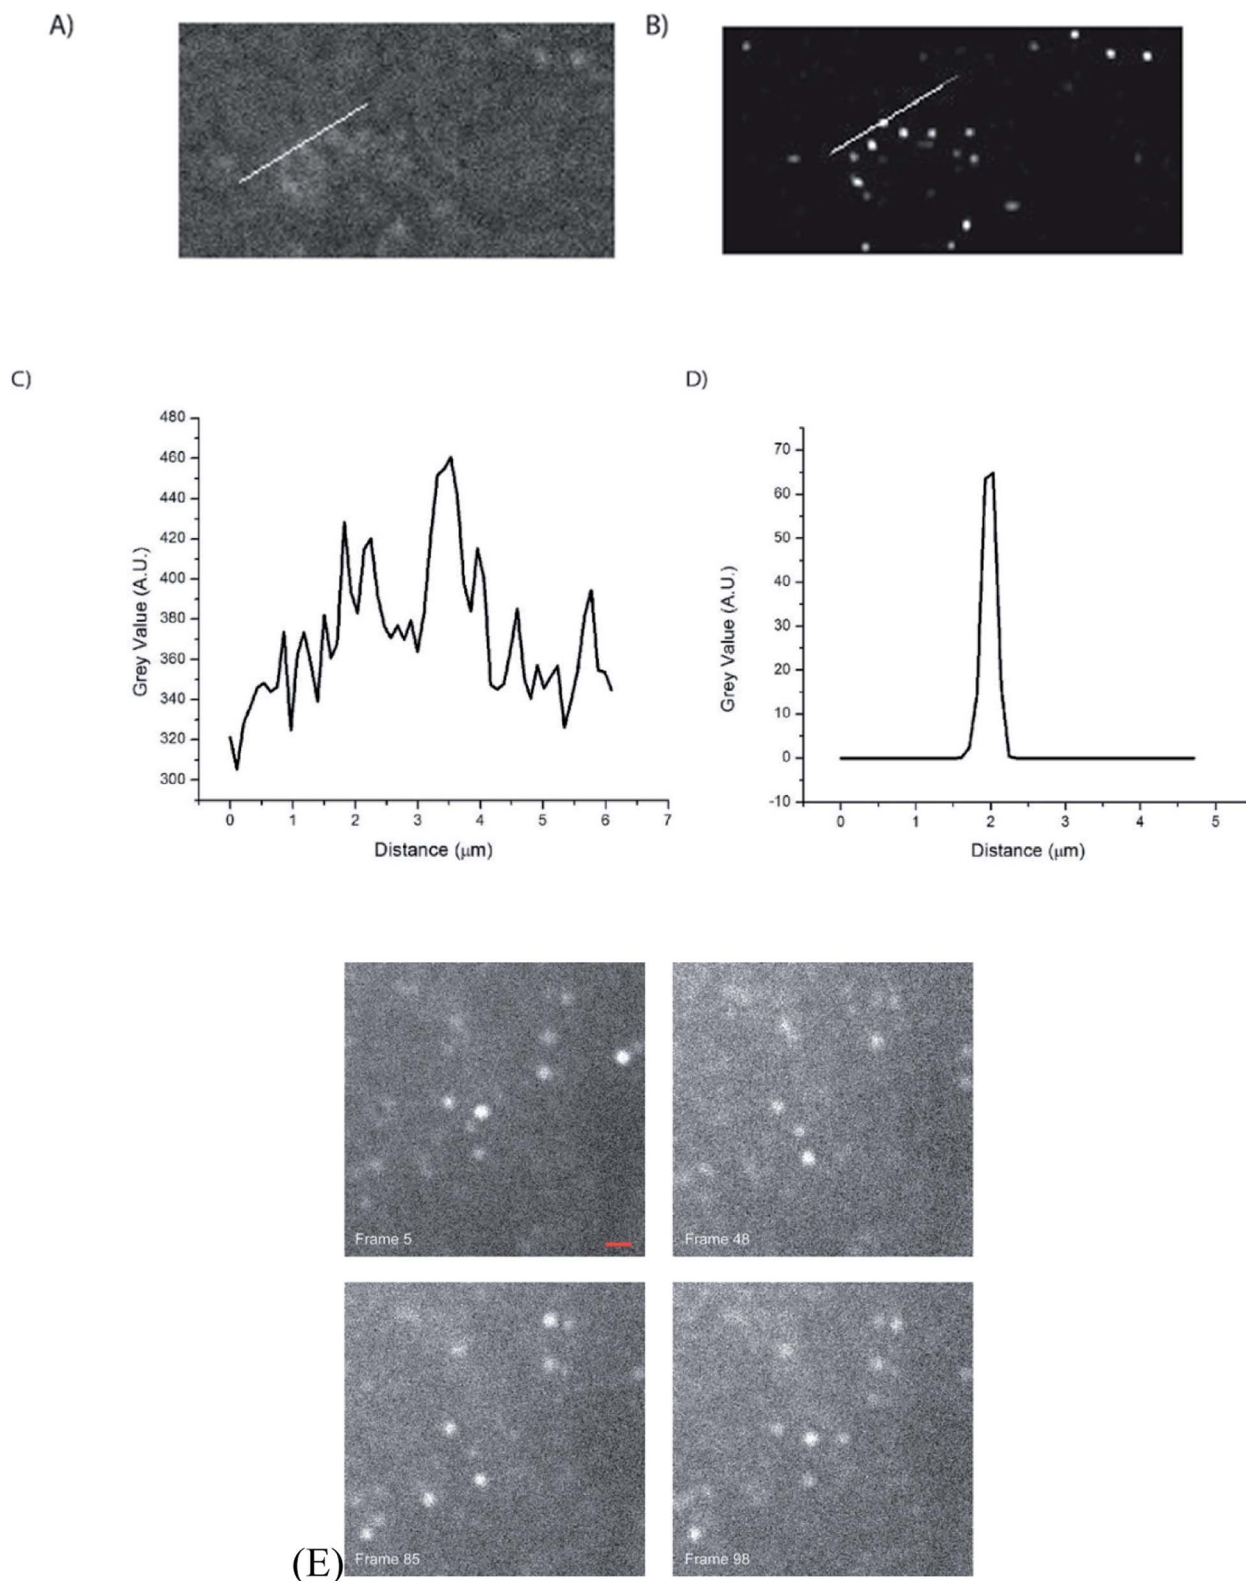 A)
B)
C)
D)
480
460
440
420
400
380
360
340
320
300
Grey Value (A.U.)
0 1 2 3 4 5 6 7
Distance (μm)
70
60
50
40
30
20
10
0
-10
Grey Value (A.U.)
0 1 2 3 4 5
Distance (μm)
Frame 5
Frame 48
Frame 85
Frame 98
(E)